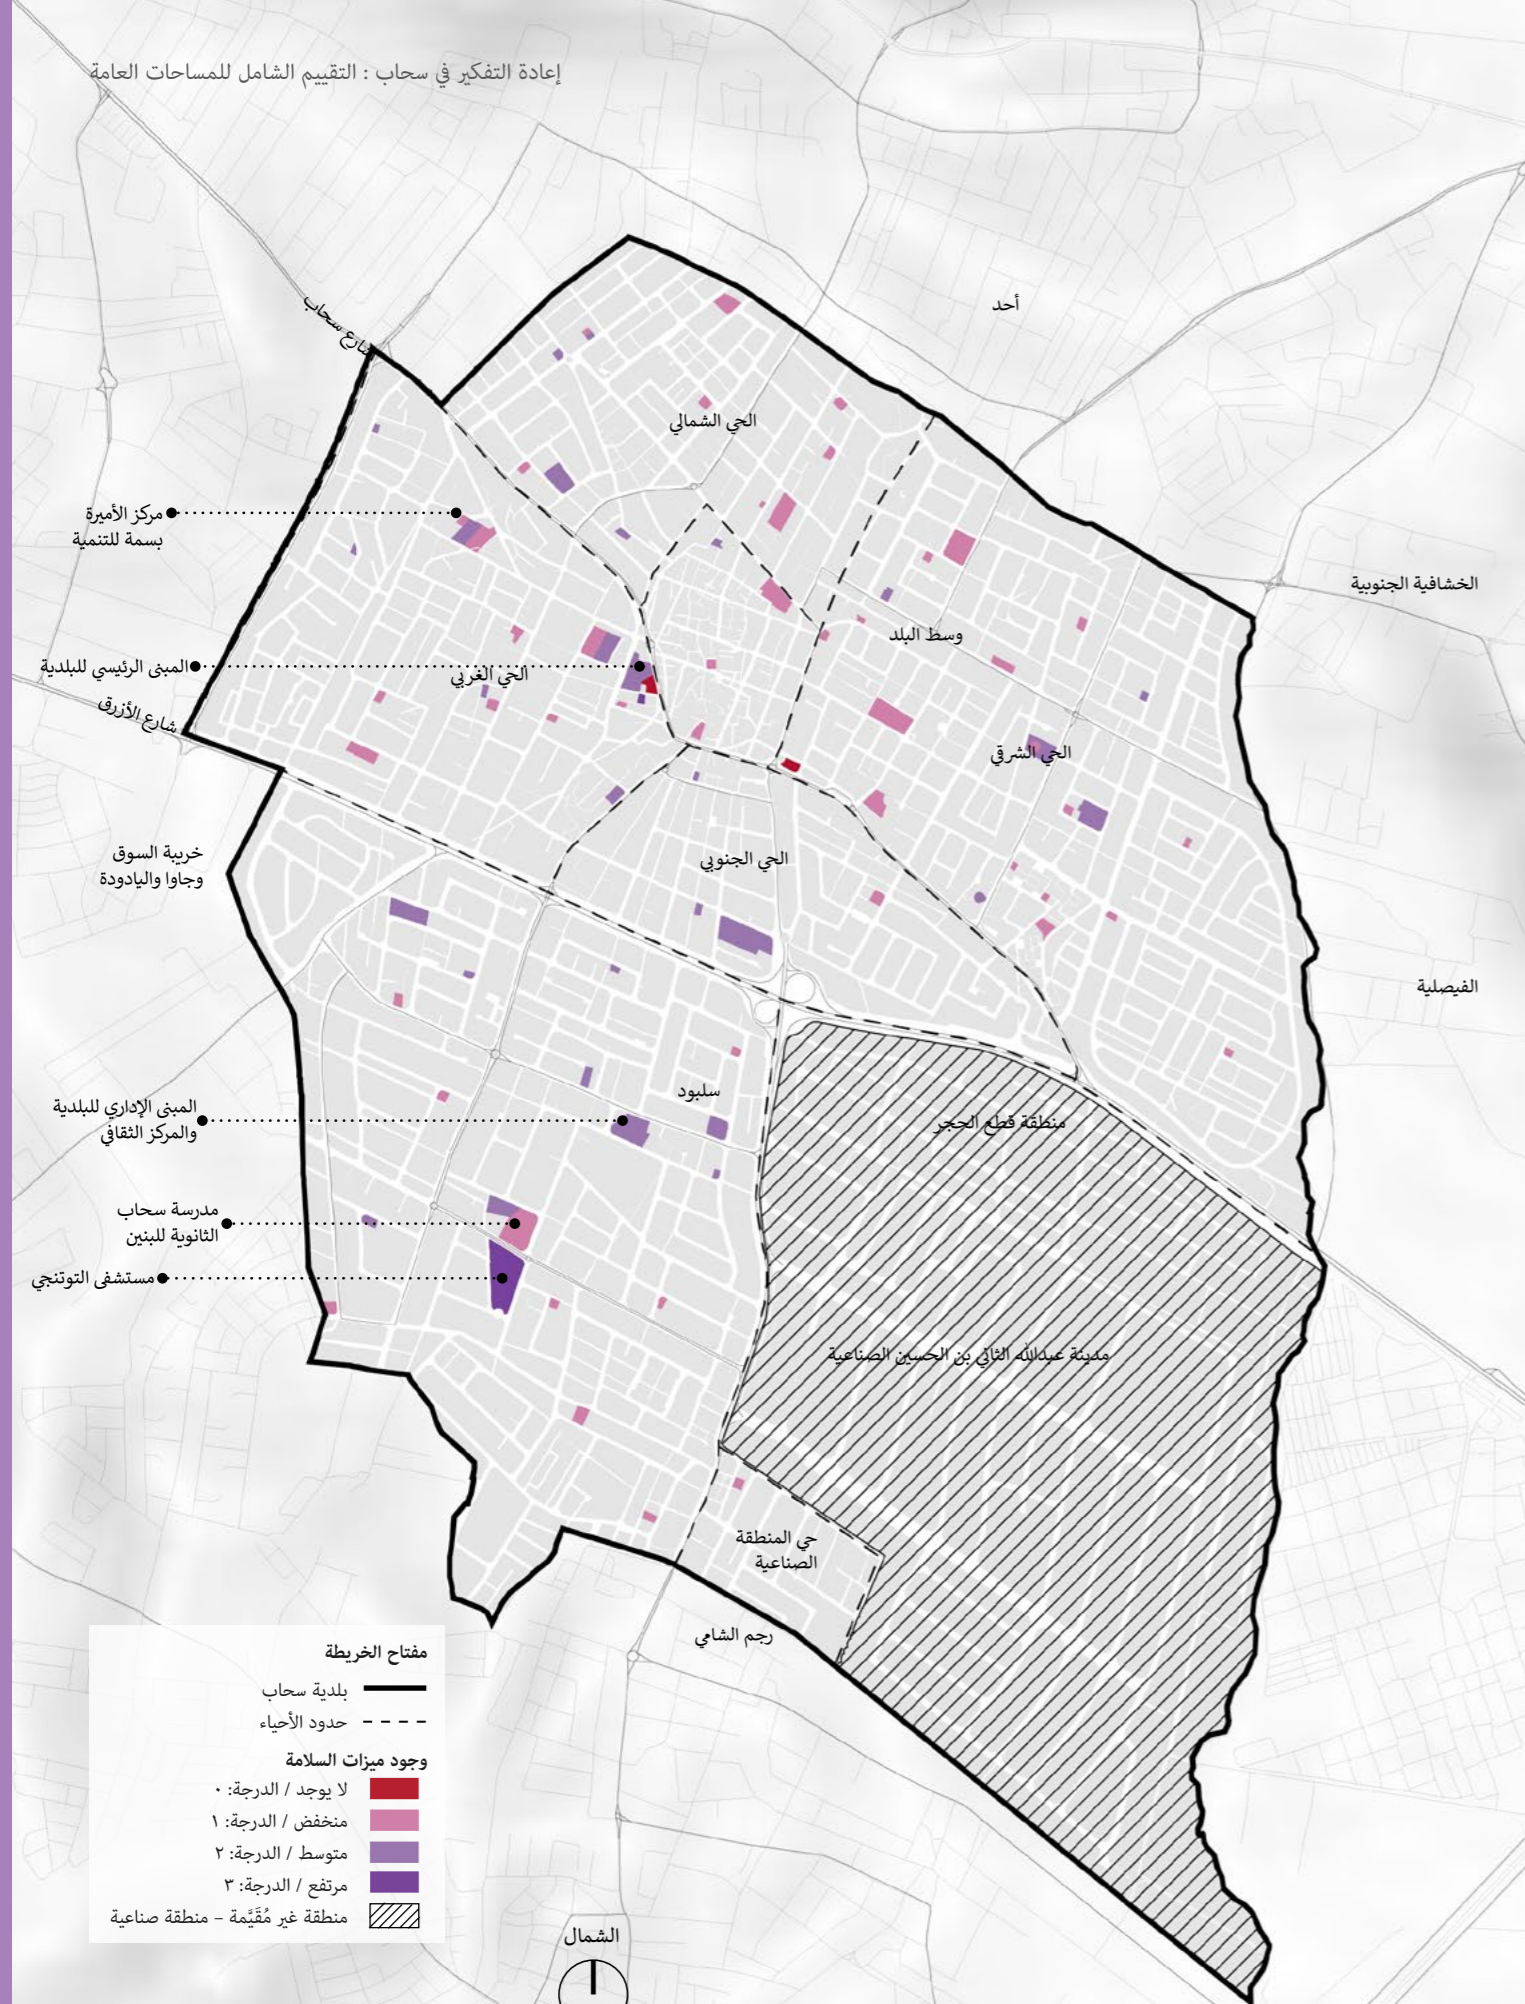 إعادة التفكير في سحاب : التقييم الشامل للمساحات العامة
أحد
شارع سحاب
الحي الشمالي
مركز الأميرة
بسمة للتنمية
الخشافية الجنوبية
وسط البلد
المبنى الرئيسي للبلدية
الحي الغربي
شارع الأزرق
الحي الشرقي
خريبة السوق
وجاوا واليادودة
الحي الجنوبي
الفيصلية
سلبود
المبنى الإداري للبلدية
والمركز الثقافي
منطقة قطع الحجر
مدرسة سحاب
الثانوية للبنين
مستشفى التوتنجي
مدينة عبدالله الثاني بن الحسين الصناعية
حي المنطقة
الصناعية
رجم الشامي
مفتاح الخريطة
بلدية سحاب
حدود الأحياء
وجود ميزات السلامة
لا يوجد / الدرجة: ٠
منخفض / الدرجة: ١
متوسط / الدرجة: ٢
مرتفع / الدرجة: ٣
منطقة غير مُقَيَّمة – منطقة صناعية
الشمال